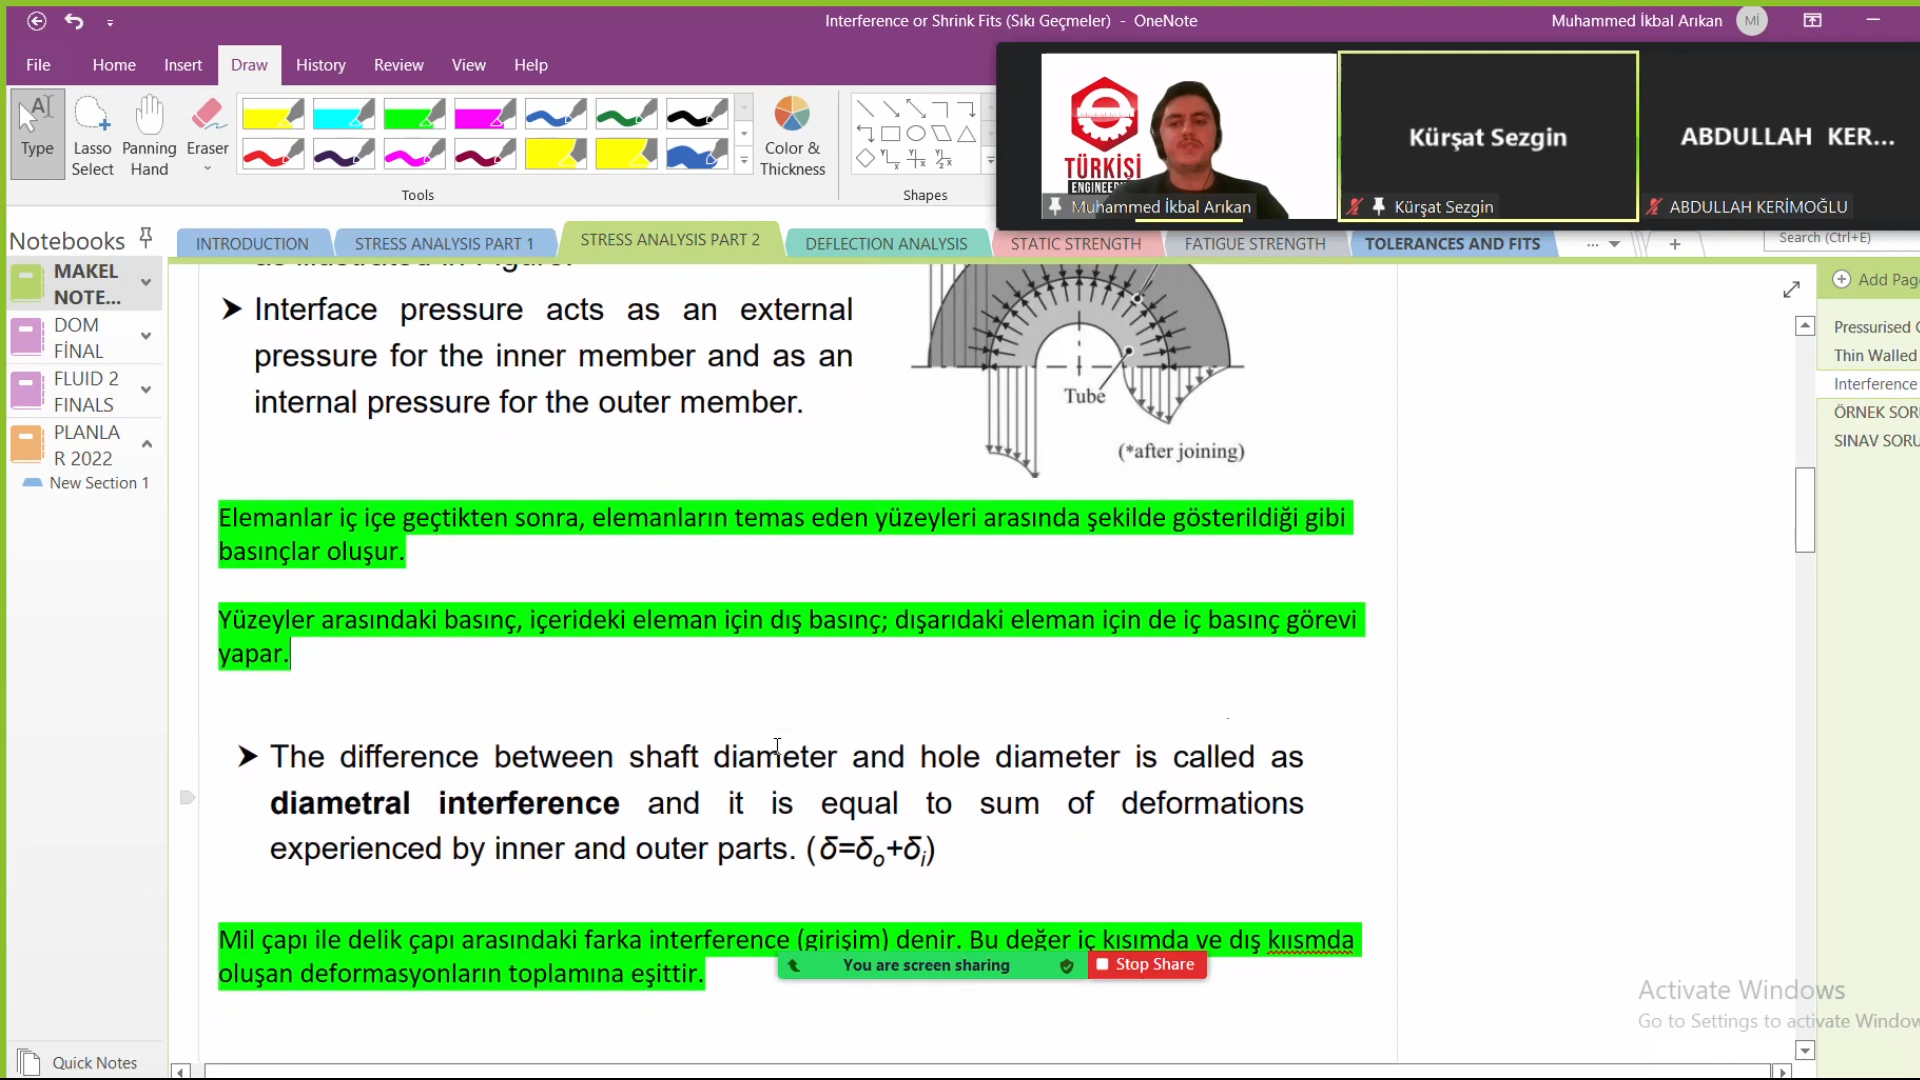 Interference or Shrink Fits (Sıkı Geçmeler) - OneNote
Muhammed İkbal Arıkan
Mİ
File
Home
Insert
Draw
History
Review
View
Help
Type
Lasso Select
Panning Hand
Eraser
Color & Thickness
Tools
Shapes
TÜRKİSİ
Muhammed İkbal Arıkan
Kürşat Sezgin
Kürşat Sezgin
ABDULLAH KER...
ABDULLAH KERİMOĞLU
Notebooks
INTRODUCTION
STRESS ANALYSIS PART 1
STRESS ANALYSIS PART 2
DEFLECTION ANALYSIS
STATIC STRENGTH
FATIGUE STRENGTH
TOLERANCES AND FITS
...
Search (Ctrl+E)
MAKEL NOTE...
DOM FİNAL
FLUID 2 FINALS
PLANLA R 2022
New Section 1
Quick Notes
as illustrated in Figure.
➤ Interface pressure acts as an external
pressure for the inner member and as an
internal pressure for the outer member.
Tube
(*after joining)
Elemanlar iç içe geçtikten sonra, elemanların temas eden yüzeyleri arasında şekilde gösterildiği gibi
basınçlar oluşur.
Yüzeyler arasındaki basınç, içerideki eleman için dış basınç; dışarıdaki eleman için de iç basınç görevi
yapar.
➤ The difference between shaft diameter and hole diameter is called as
diametral interference and it is equal to sum of deformations
experienced by inner and outer parts. (δ=δo+δi)
Mil çapı ile delik çapı arasındaki farka interference (girişim) denir. Bu değer iç kısımda ve dış kıısmda
oluşan deformasyonların toplamına eşittir.
You are screen sharing
Stop Share
Add Pag
Pressurised
Thin Walled
Interference
ÖRNEK SOR
SINAV SORU
Activate Windows
Go to Settings to activate Window